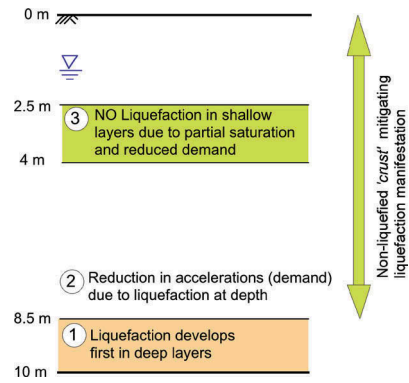 0 m
2.5 m
3 NO Liquefaction in shallow
layers due to partial saturation
and reduced demand
4 m
2 Reduction in accelerations (demand)
due to liquefaction at depth
8.5 m
1 Liquefaction develops
first in deep layers
10 m
Non-liquefied 'crust' mitigating
liquefaction manifestation